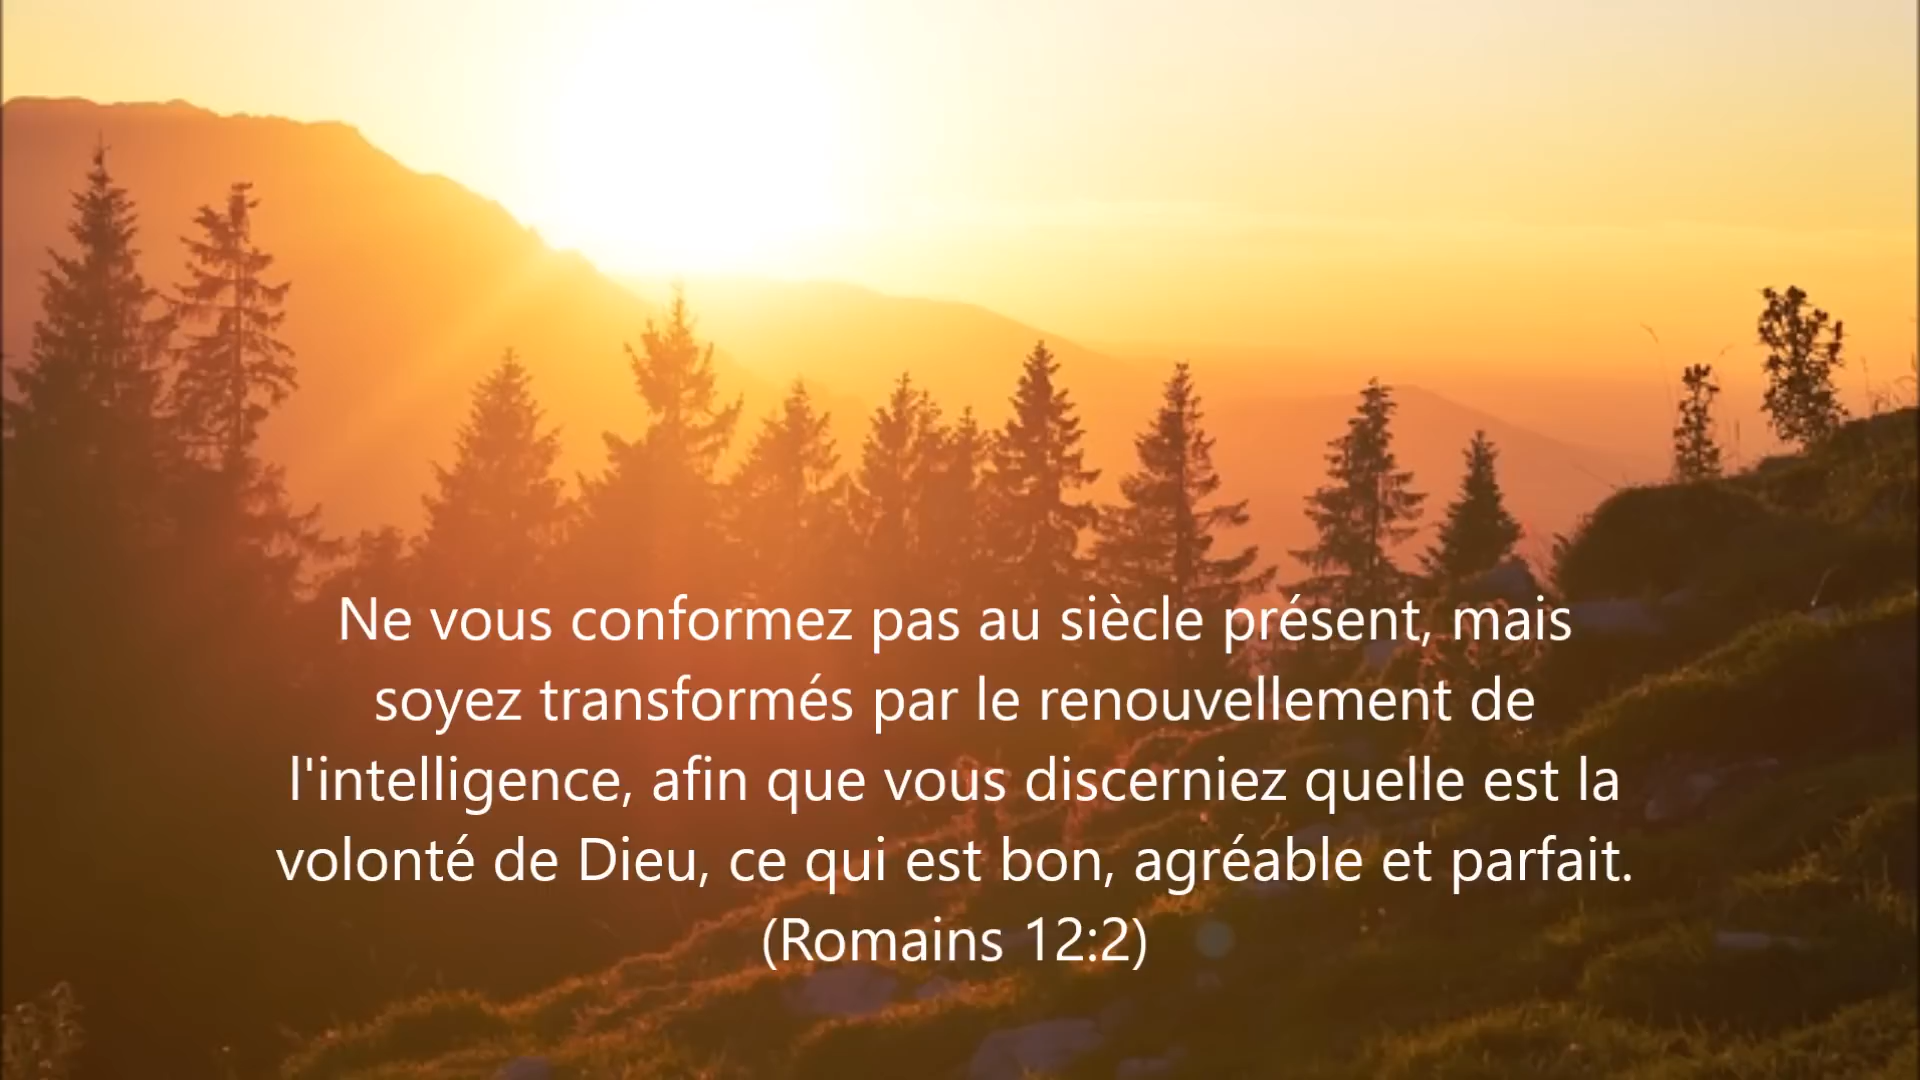 Ne vous conformez pas au siècle présent, mais
soyez transformés par le renouvellement de
l'intelligence, afin que vous discerniez quelle est la
volonté de Dieu, ce qui est bon, agréable et parfait.
(Romains 12:2)